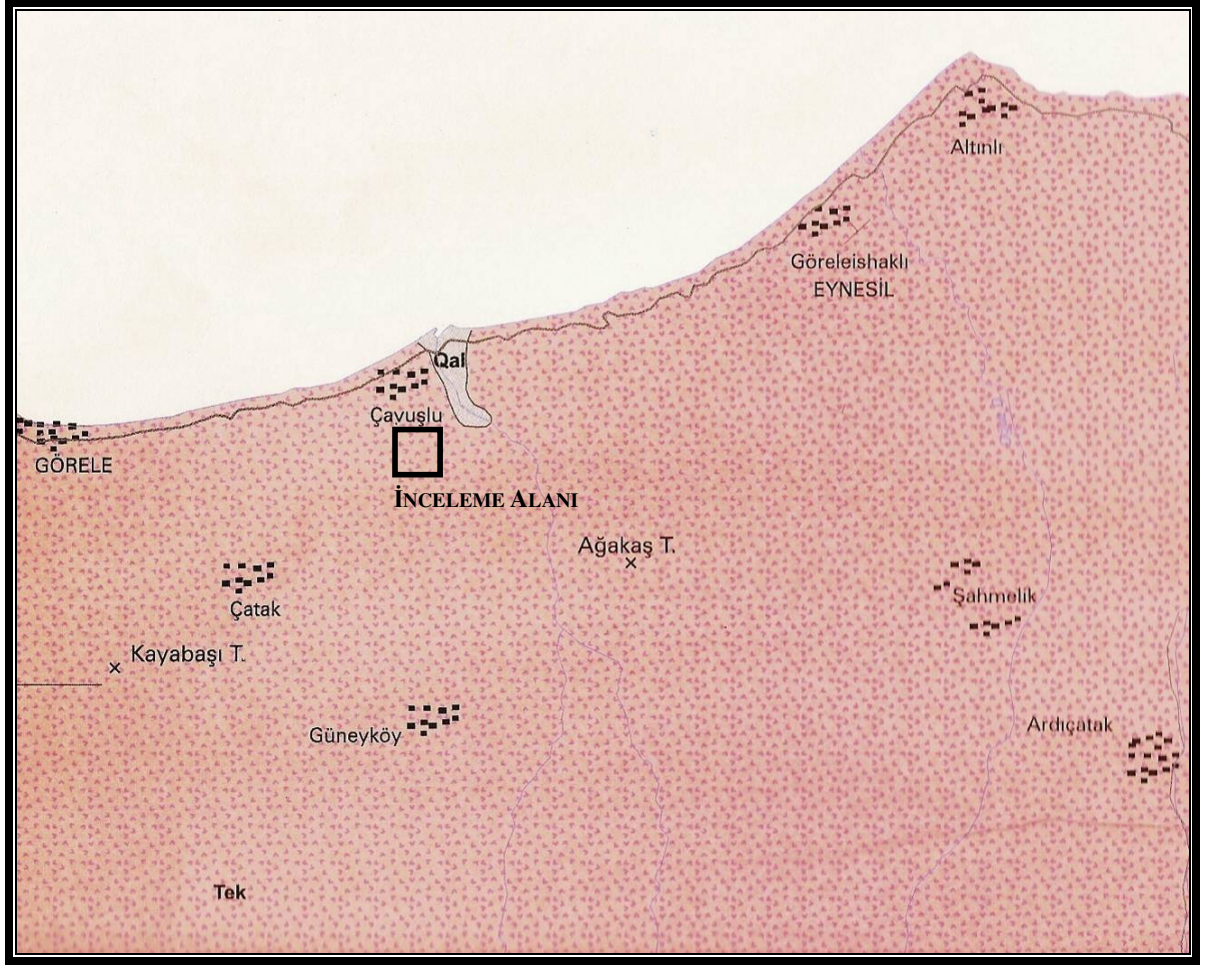 Altınlı
Göreleishaklı
EYNESİL
Qal
Çavuşlu
GÖRELE
İNCELEME ALANI
Ağakaş T.
Çatak
Şahmelik
Kayabaşı T.
Güneyköy
Ardıçatak
Tek